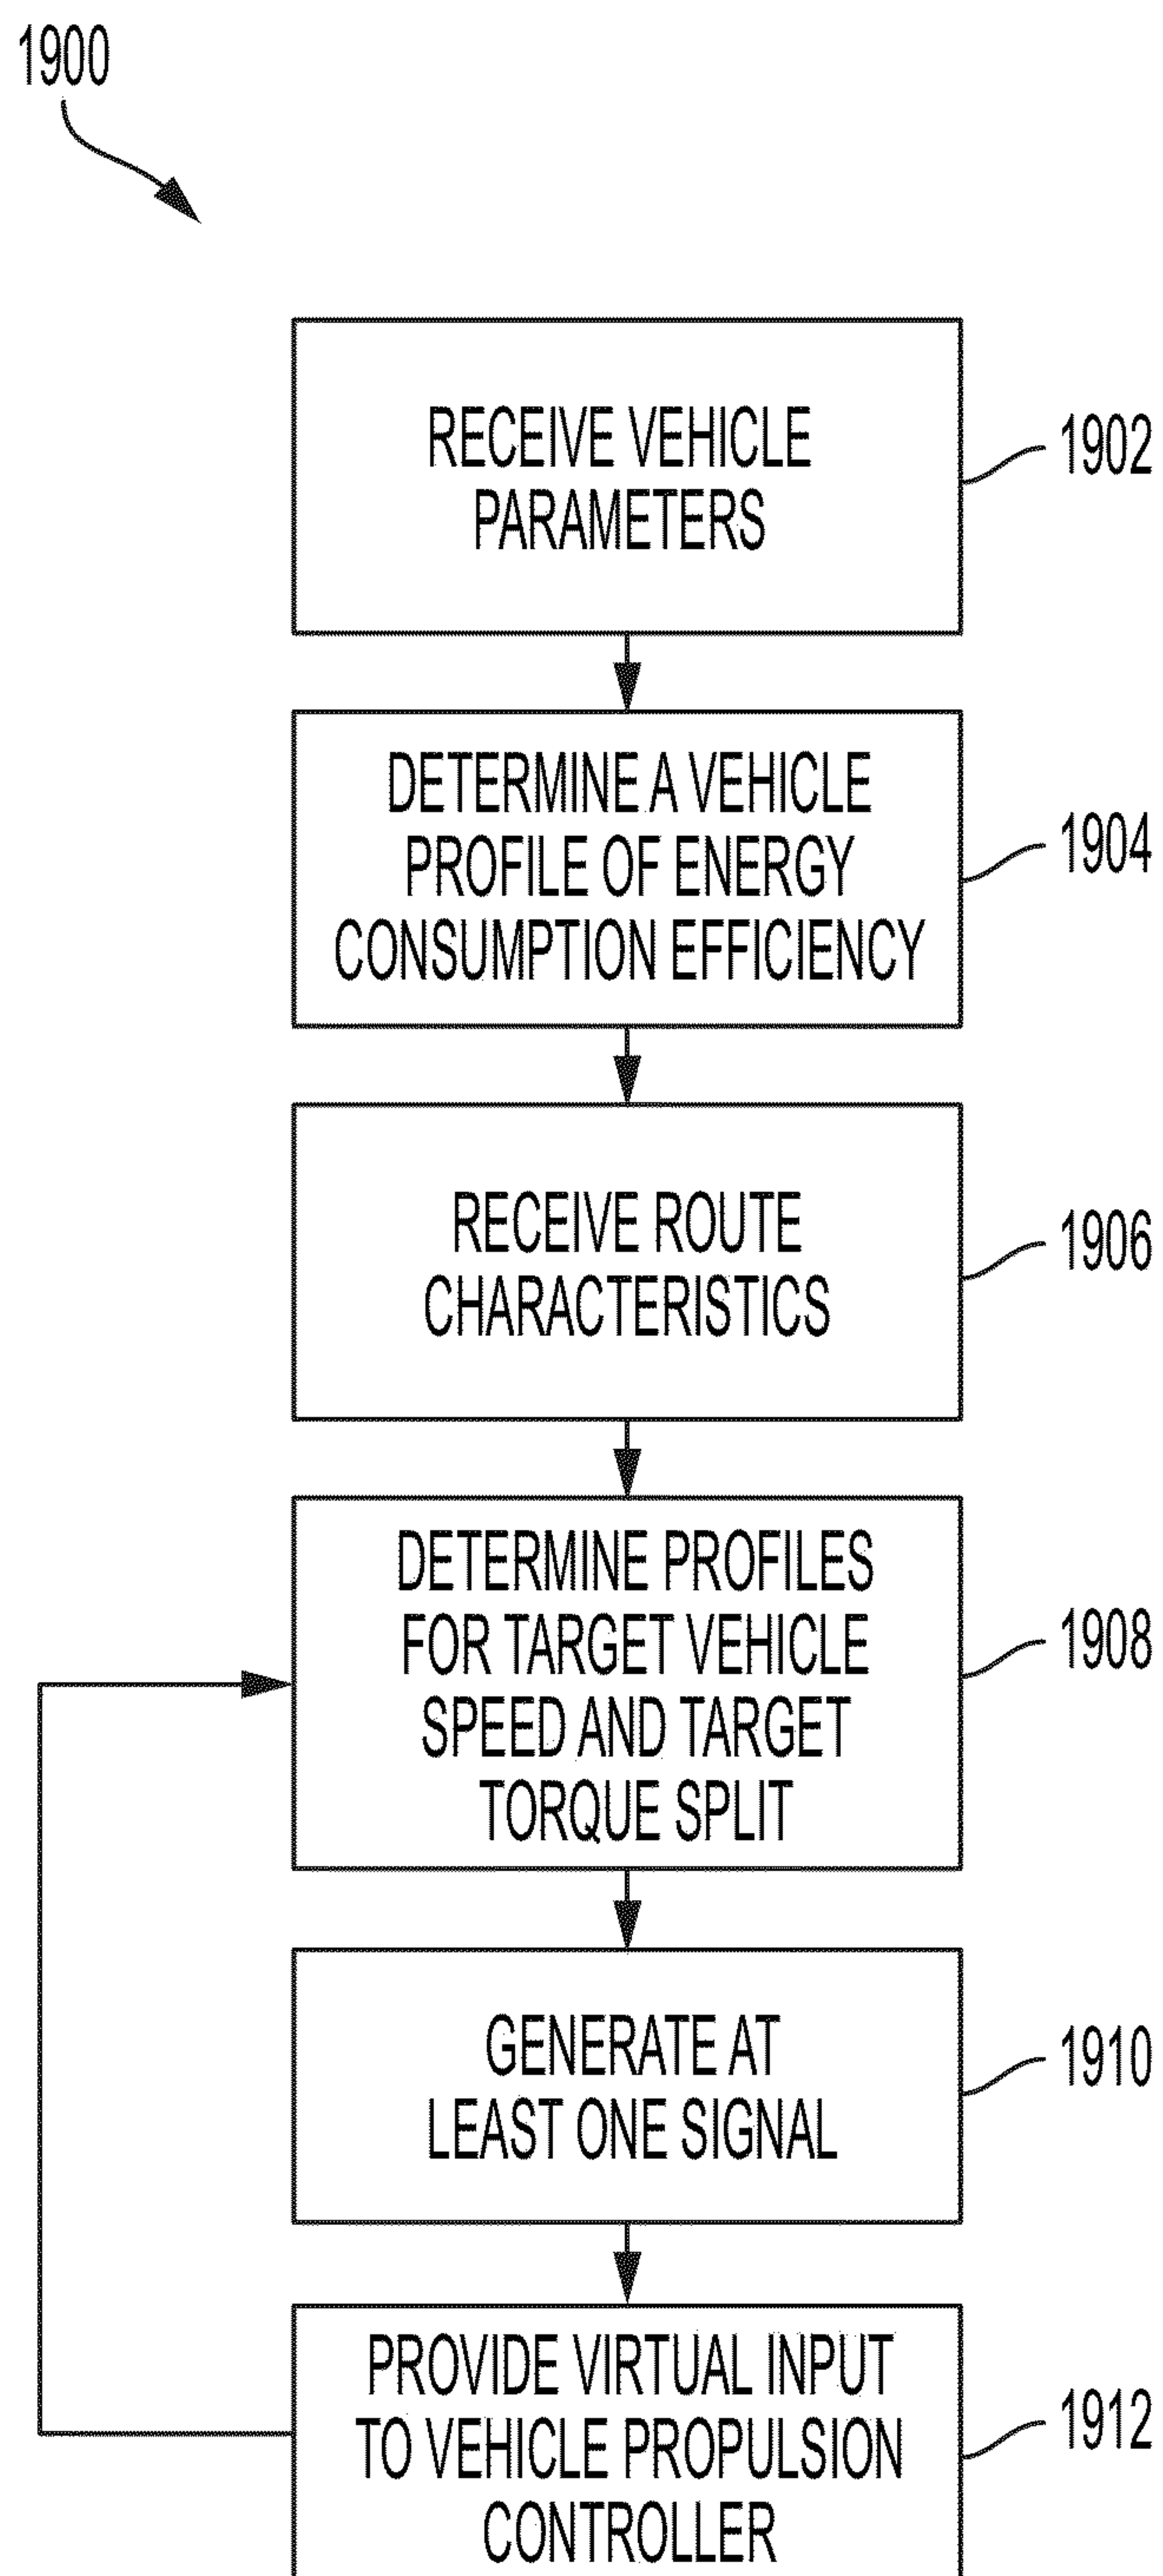 1900
RECEIVE VEHICLE
PARAMETERS
1902
DETERMINE A VEHICLE
PROFILE OF ENERGY
CONSUMPTION EFFICIENCY
1904
RECEIVE ROUTE
CHARACTERISTICS
1906
DETERMINE PROFILES
FOR TARGET VEHICLE
SPEED AND TARGET
TORQUE SPLIT
1908
GENERATE AT
LEAST ONE SIGNAL
1910
PROVIDE VIRTUAL INPUT
TO VEHICLE PROPULSION
CONTROLLER
1912